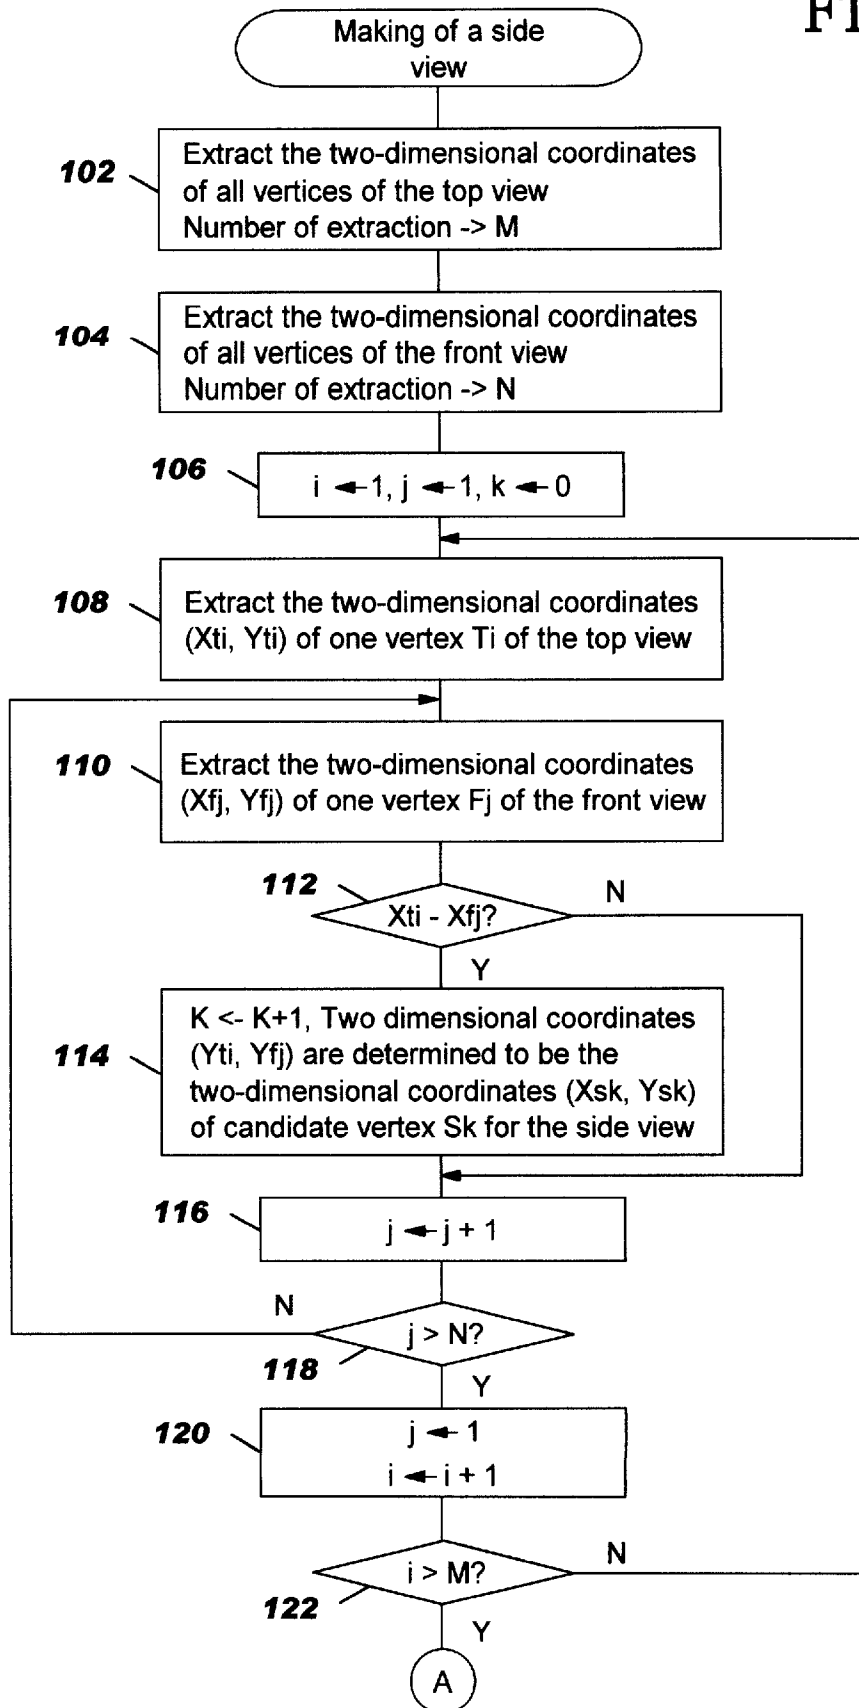 FI
Making of a side
view
102
Extract the two-dimensional coordinates
of all vertices of the top view
Number of extraction -> M
104
Extract the two-dimensional coordinates
of all vertices of the front view
Number of extraction -> N
106
i ← 1, j ← 1, k ← 0
108
Extract the two-dimensional coordinates
(Xti, Yti) of one vertex Ti of the top view
110
Extract the two-dimensional coordinates
(Xfj, Yfj) of one vertex Fj of the front view
112
Xti - Xfj?
N
Y
114
K <- K+1, Two dimensional coordinates
(Yti, Yfj) are determined to be the
two-dimensional coordinates (Xsk, Ysk)
of candidate vertex Sk for the side view
116
j ← j + 1
N
j > N?
118
Y
120
j ← 1
i ← i + 1
i > M?
N
122
Y
A